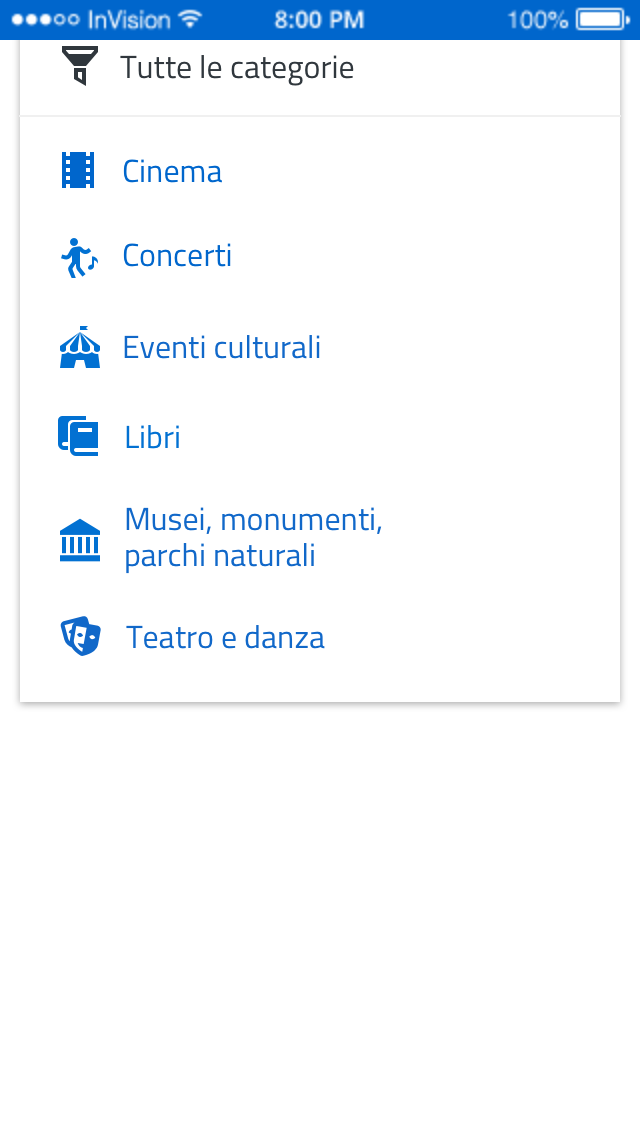 InVision 8:00 PM 100%
Tutte le categorie
Cinema
Concerti
Eventi culturali
Libri
Musei, monumenti,
parchi naturali
Teatro e danza